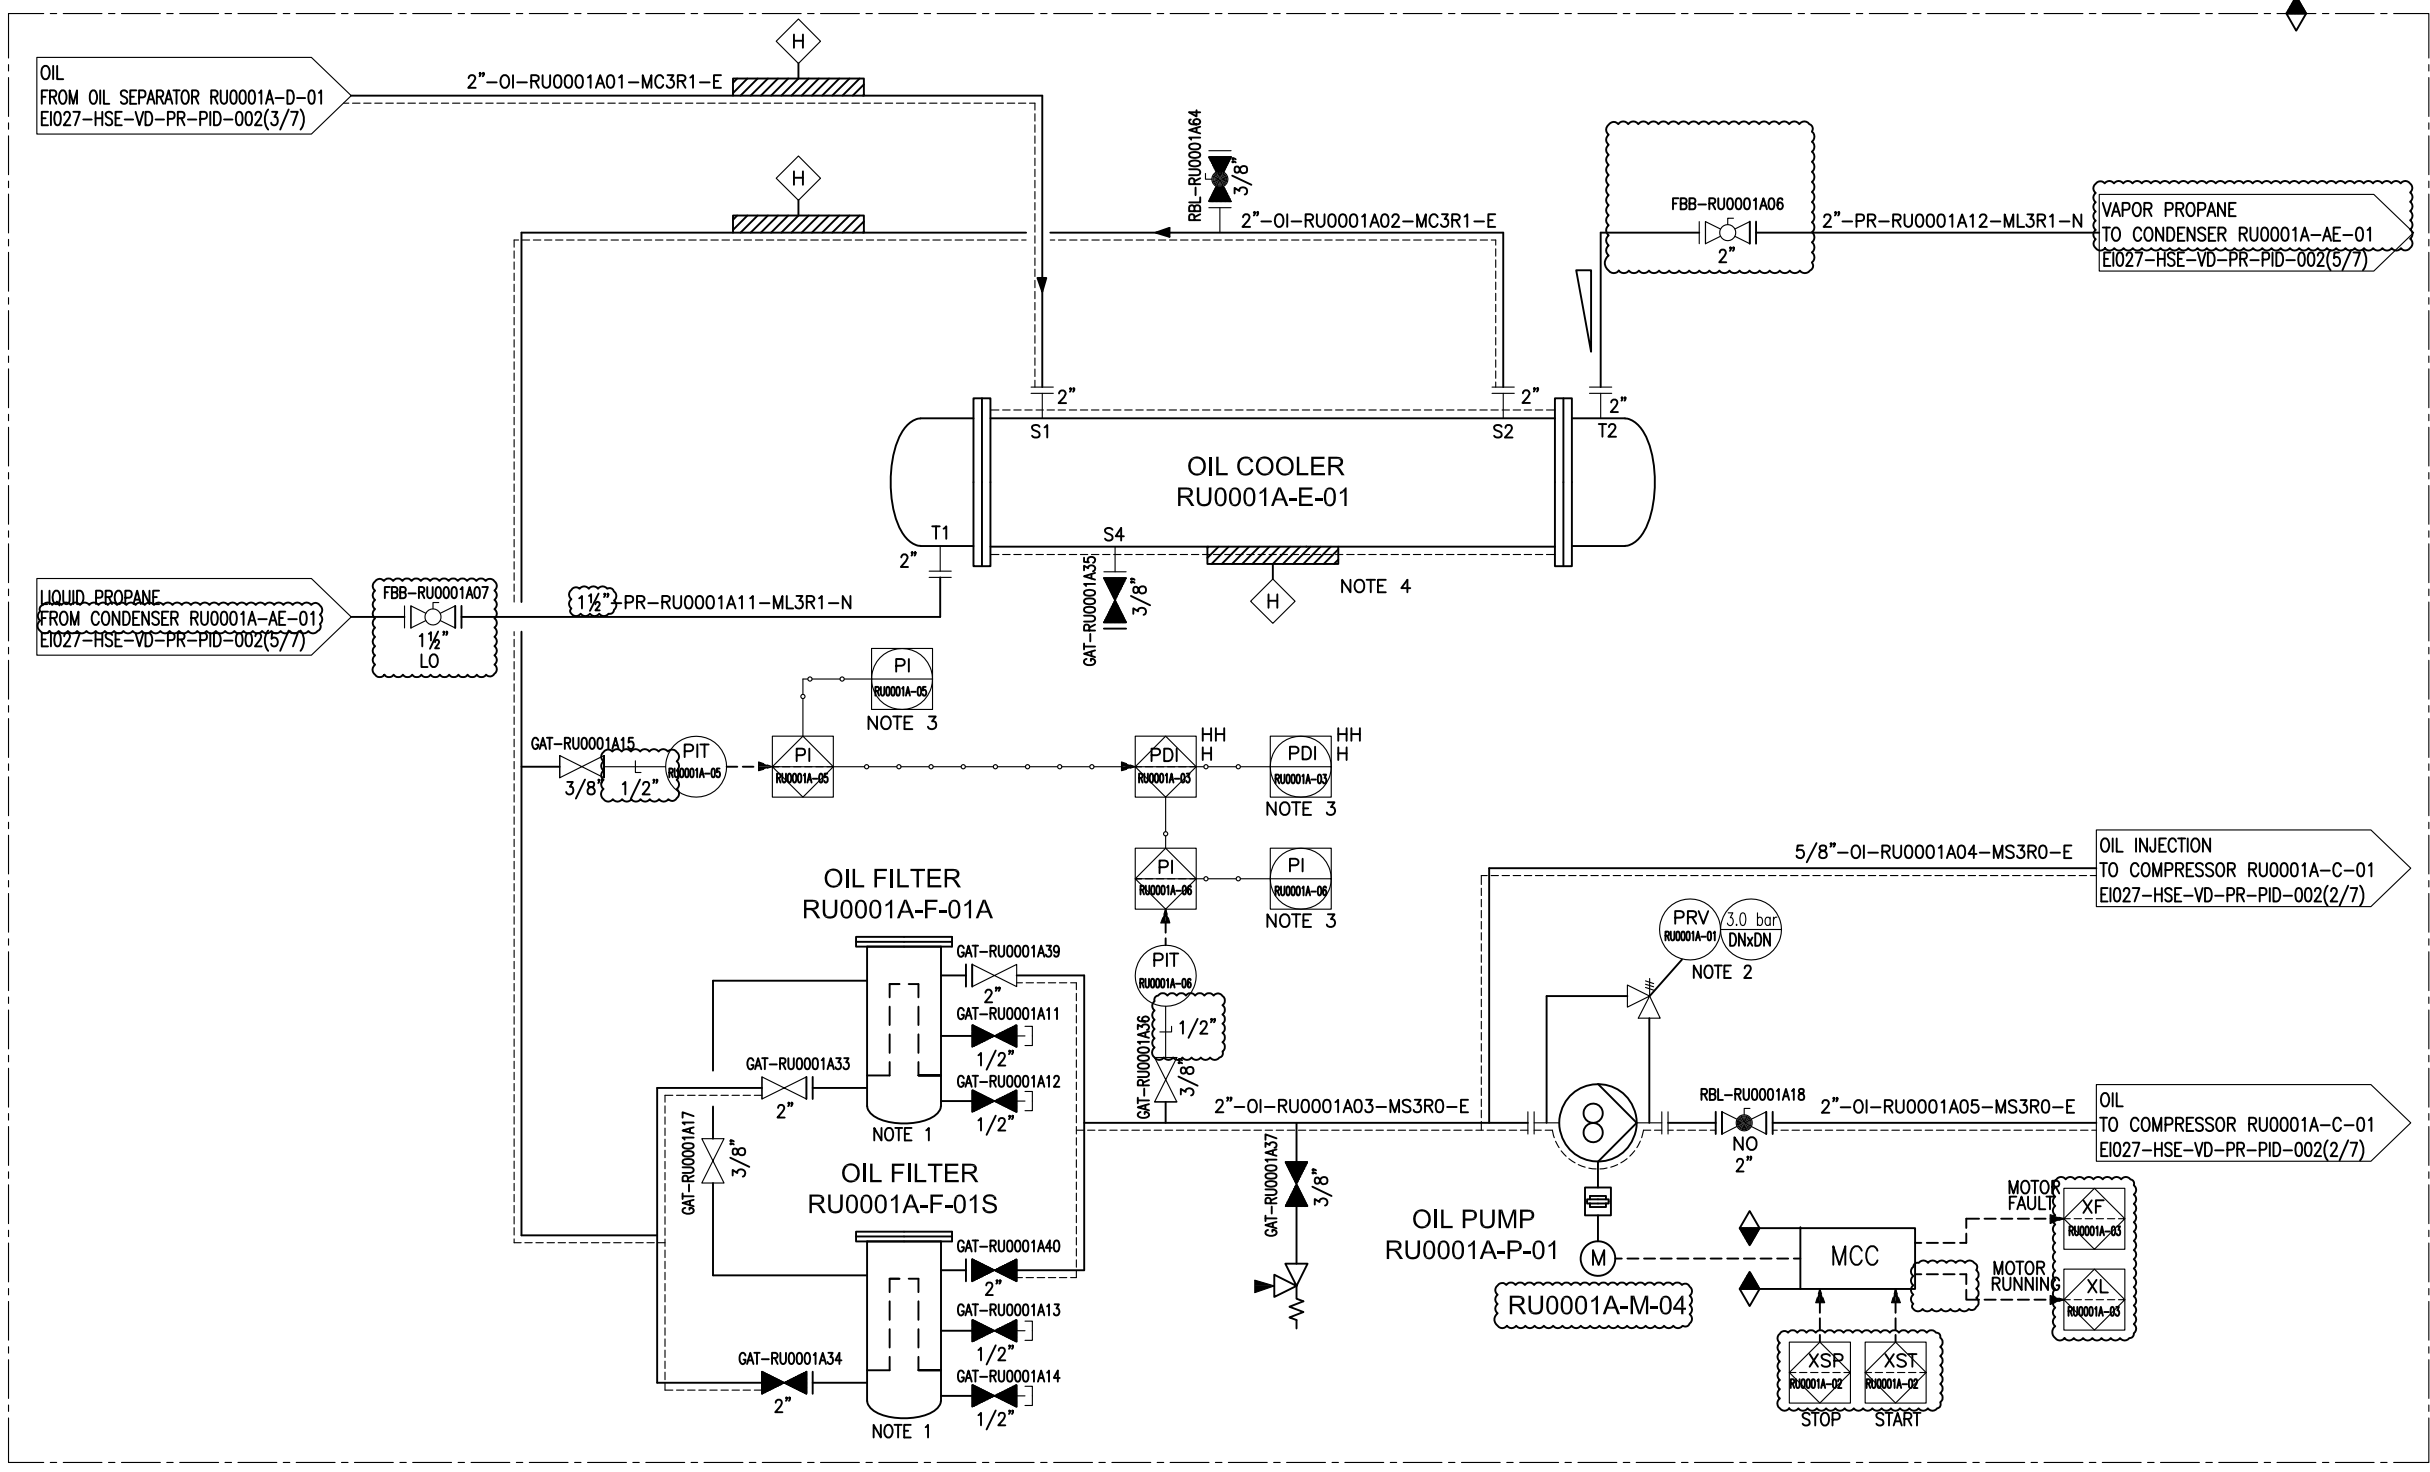 H
OIL
FROM OIL SEPARATOR RU0001A-D-01
EI027-HSE-VD-PR-PID-002(3/7)
2"-OI-RU0001A01-MC3R1-E
H
RBL-RU0001A64
3/8"
2"-OI-RU0001A02-MC3R1-E
FBB-RU0001A06
2"
2"-PR-RU0001A12-ML3R1-N
VAPOR PROPANE
TO CONDENSER RU0001A-AE-01
EI027-HSE-VD-PR-PID-002(5/7)
2"
2"
2"
S1
S2
T2
OIL COOLER
RU0001A-E-01
T1
2"
S4
GAT-RU0001A35
3/8"
H
NOTE 4
LIQUID PROPANE
FROM CONDENSER RU0001A-AE-01
EI027-HSE-VD-PR-PID-002(5/7)
FBB-RU0001A07
1½"
LO
1½"-PR-RU0001A11-ML3R1-N
PI
RU0001A-05
NOTE 3
GAT-RU0001A15
3/8"
1/2"
PIT
RU0001A-05
PI
RU0001A-05
PDI
RU0001A-03
HH
H
PDI
RU0001A-03
HH
H
NOTE 3
PI
RU0001A-06
PI
RU0001A-06
NOTE 3
PIT
RU0001A-06
1/2"
GAT-RU0001A36
3/8"
5/8"-OI-RU0001A04-MS3R0-E
OIL INJECTION
TO COMPRESSOR RU0001A-C-01
EI027-HSE-VD-PR-PID-002(2/7)
PRV
RU0001A-01
3.0 bar
DNxDN
NOTE 2
OIL FILTER
RU0001A-F-01A
GAT-RU0001A39
2"
GAT-RU0001A11
1/2"
GAT-RU0001A12
1/2"
GAT-RU0001A33
2"
NOTE 1
GAT-RU0001A17
3/8"
2"-OI-RU0001A03-MS3R0-E
GAT-RU0001A37
3/8"
RBL-RU0001A18
NO
2"
2"-OI-RU0001A05-MS3R0-E
OIL
TO COMPRESSOR RU0001A-C-01
EI027-HSE-VD-PR-PID-002(2/7)
OIL FILTER
RU0001A-F-01S
GAT-RU0001A40
2"
GAT-RU0001A13
1/2"
GAT-RU0001A14
1/2"
GAT-RU0001A34
2"
NOTE 1
OIL PUMP
RU0001A-P-01
M
RU0001A-M-04
MCC
MOTOR
FAULT
XF
RU0001A-03
MOTOR
RUNNING
XL
RU0001A-03
XSP
RU0001A-02
STOP
XST
RU0001A-02
START